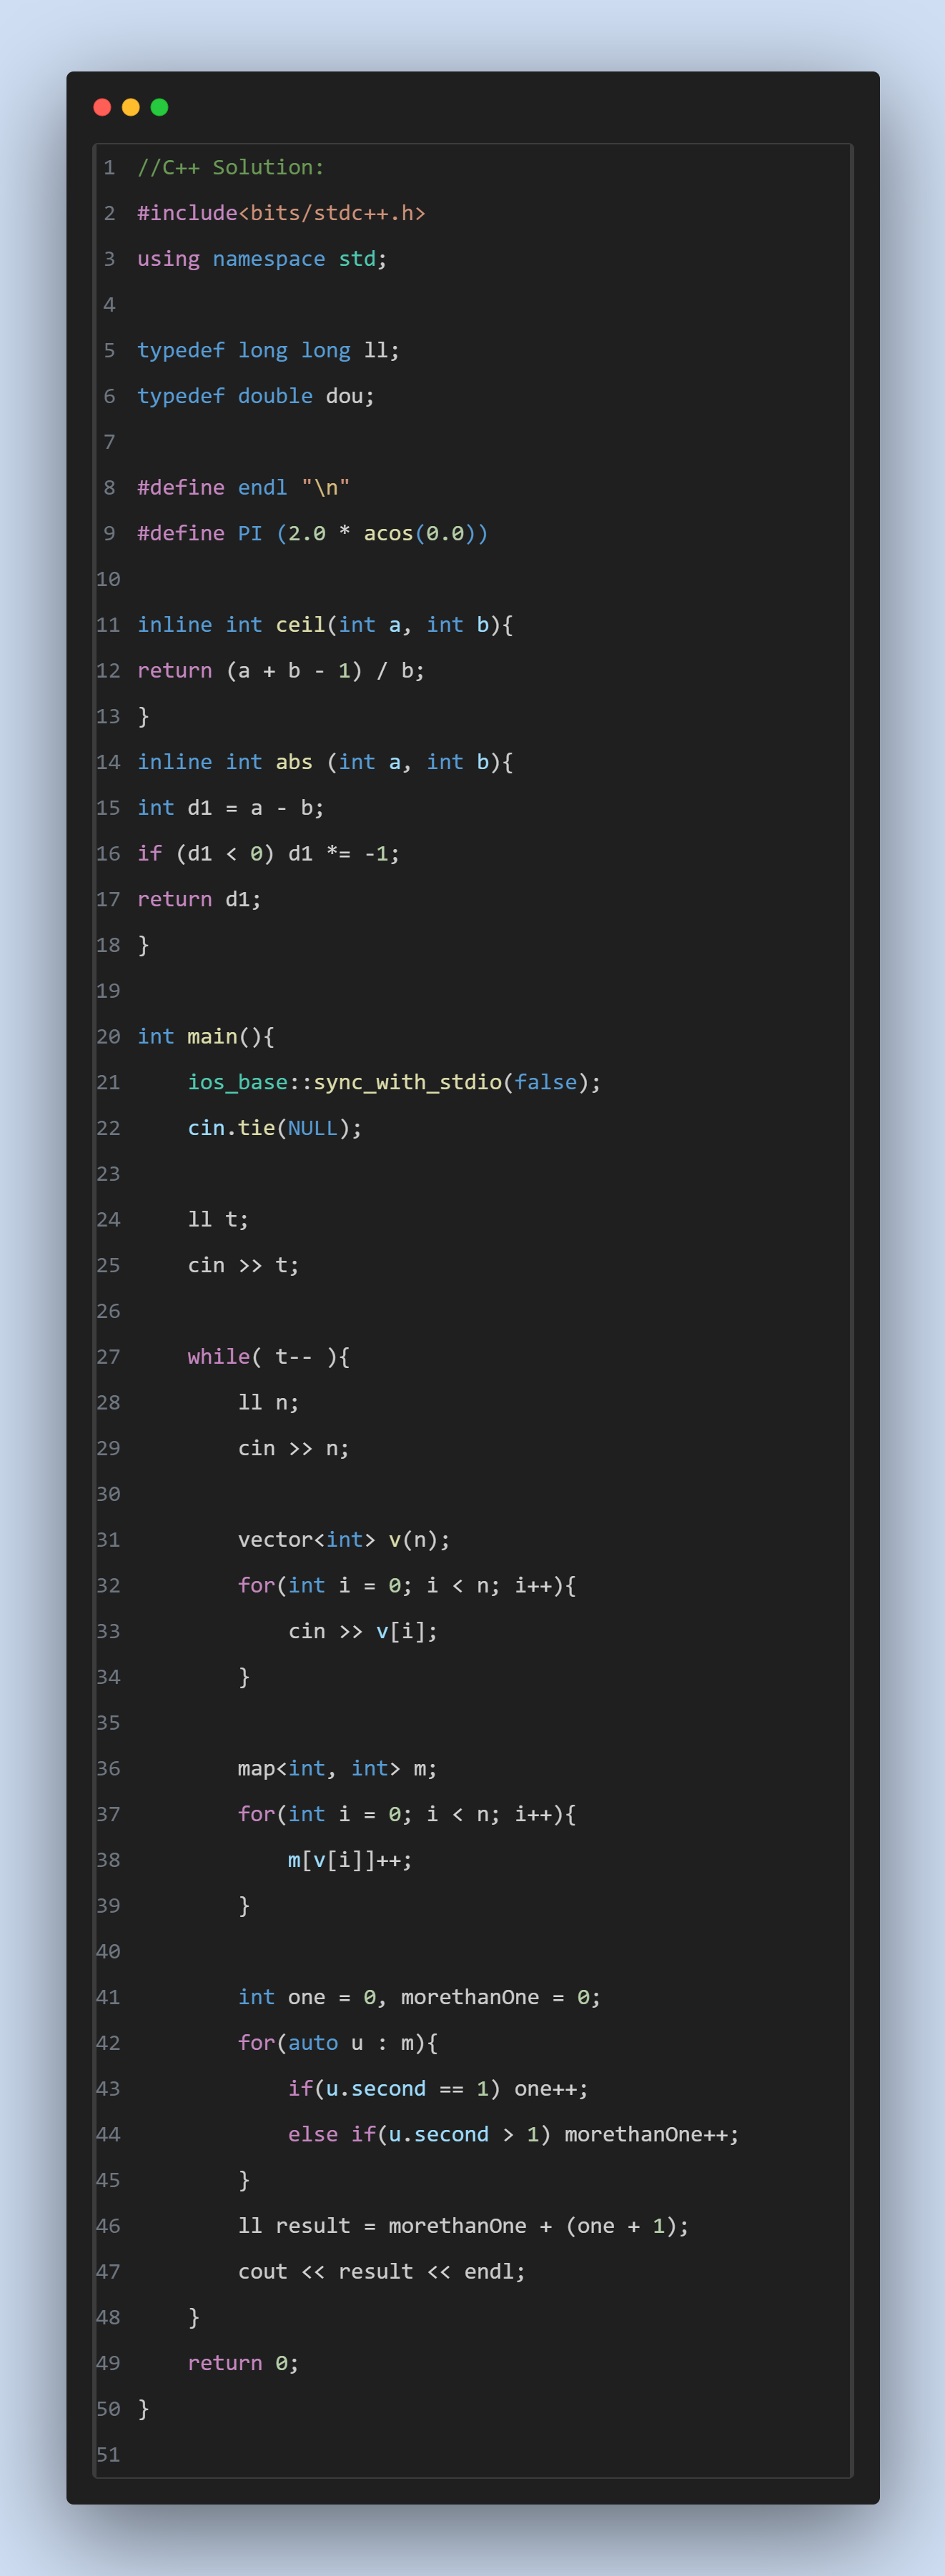 1 //C++ Solution:
2 #include<bits/stdc++.h>
3 using namespace std;
4
5 typedef long long ll;
6 typedef double dou;
7
8 #define endl "\n"
9 #define PI (2.0 * acos(0.0))
10
11 inline int ceil(int a, int b){
12 return (a + b - 1) / b;
13 }
14 inline int abs (int a, int b){
15 int d1 = a - b;
16 if (d1 < 0) d1 *= -1;
17 return d1;
18 }
19
20 int main(){
21     ios_base::sync_with_stdio(false);
22     cin.tie(NULL);
23
24     ll t;
25     cin >> t;
26
27     while( t-- ){
28         ll n;
29         cin >> n;
30
31         vector<int> v(n);
32         for(int i = 0; i < n; i++){
33             cin >> v[i];
34         }
35
36         map<int, int> m;
37         for(int i = 0; i < n; i++){
38             m[v[i]]++;
39         }
40
41         int one = 0, morethanOne = 0;
42         for(auto u : m){
43             if(u.second == 1) one++;
44             else if(u.second > 1) morethanOne++;
45         }
46         ll result = morethanOne + (one + 1);
47         cout << result << endl;
48     }
49     return 0;
50 }
51